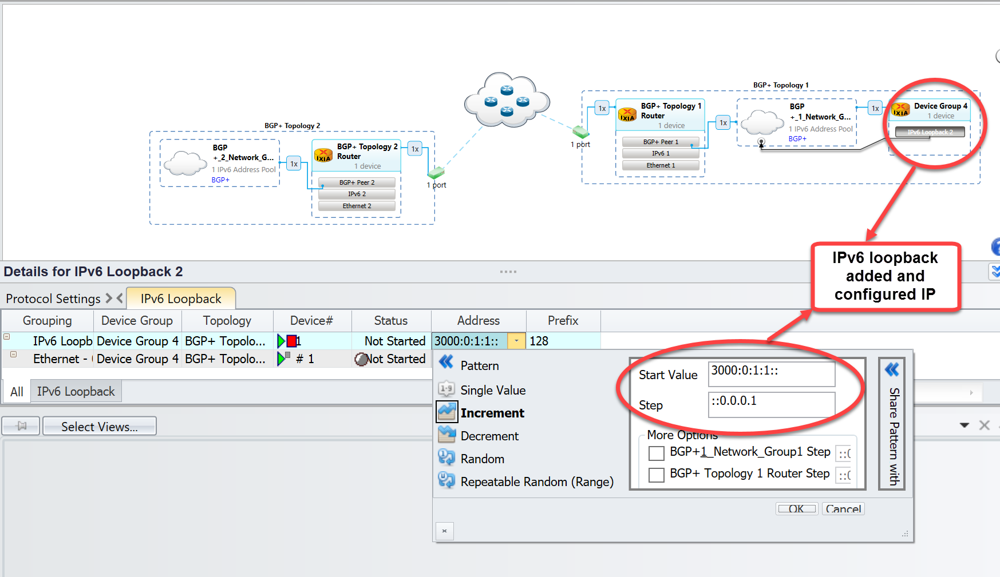 BGP+ Topology 2
BGP
+_2_Network_G...
1 IPv6 Address Pool
BGP+
1x
IXIA
BGP+ Topology 2
Router
1 device
BGP+ Peer 2
IPv6 2
Ethernet 2
1x
1 port
BGP+ Topology 1
1 port
1x
IXIA
BGP+ Topology 1
Router
1 device
BGP+ Peer 1
IPv6 1
Ethernet 1
1x
BGP
+_1_Network_G...
1 IPv6 Address Pool
BGP+
1x
IXIA
Device Group 4
1 device
IPv6 Loopback 2
IPv6 loopback
added and
configured IP
Details for IPv6 Loopback 2
Protocol Settings
IPv6 Loopback
Grouping Device Group Topology Device# Status Address Prefix
IPv6 Loopb Device Group 4 BGP+ Topolo... 1 Not Started 3000:0:1:1:: 128
Ethernet - Device Group 4 BGP+ Topolo... # 1 Not Started
All IPv6 Loopback
Select Views...
Pattern
Single Value
Increment
Decrement
Random
Repeatable Random (Range)
Start Value 3000:0:1:1::
Step ::0.0.0.1
More Options
BGP+1_Network_Group1 Step ::0
BGP+ Topology 1 Router Step ::0
Share Pattern with
OK Cancel